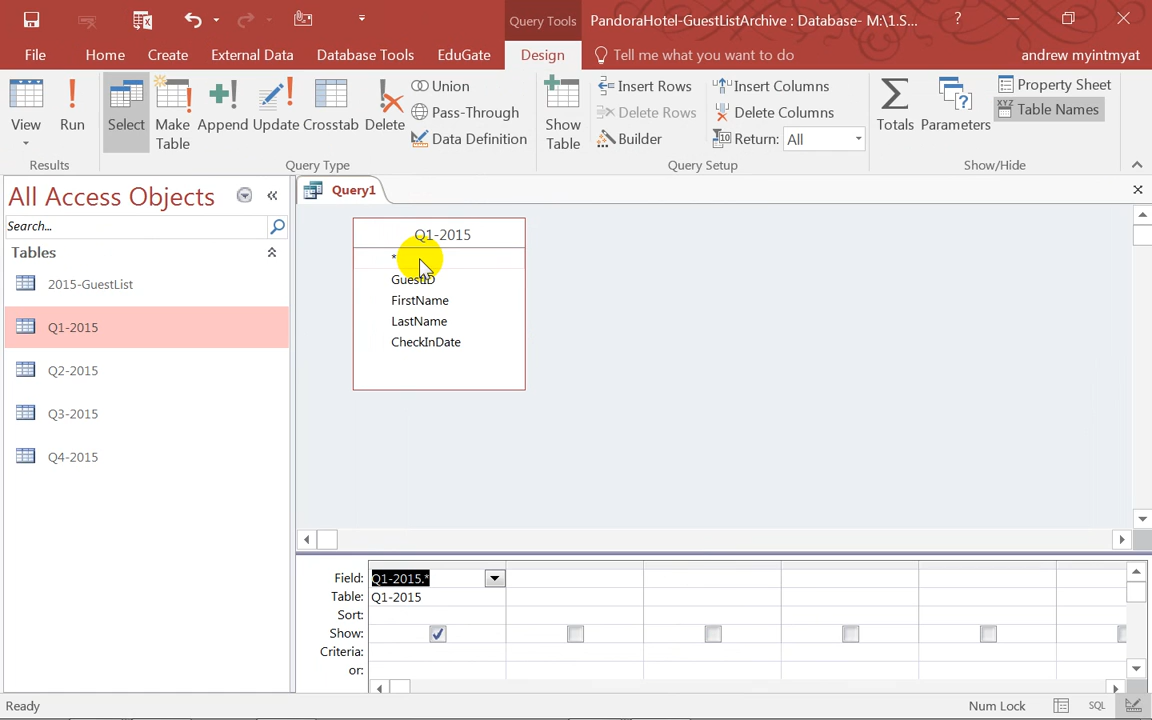 Query Tools
PandoraHotel-GuestListArchive : Database- M:\1.S...
?
File
Home
Create
External Data
Database Tools
EduGate
Design
Tell me what you want to do
andrew myintmyat
View
Run
Select
Make
Table
Append
Update
Crosstab
Delete
Union
Pass-Through
Data Definition
Show
Table
Insert Rows
Delete Rows
Builder
Insert Columns
Delete Columns
Return: All
Totals
Parameters
Property Sheet
XYZ Table Names
Results
Query Type
Query Setup
Show/Hide
All Access Objects
Search...
Tables
2015-GuestList
Q1-2015
Q2-2015
Q3-2015
Q4-2015
Query1
Q1-2015
*
GuestID
FirstName
LastName
CheckInDate
Field: Q1-2015.*
Table: Q1-2015
Sort:
Show:
Criteria:
or:
Ready
Num Lock
SQL